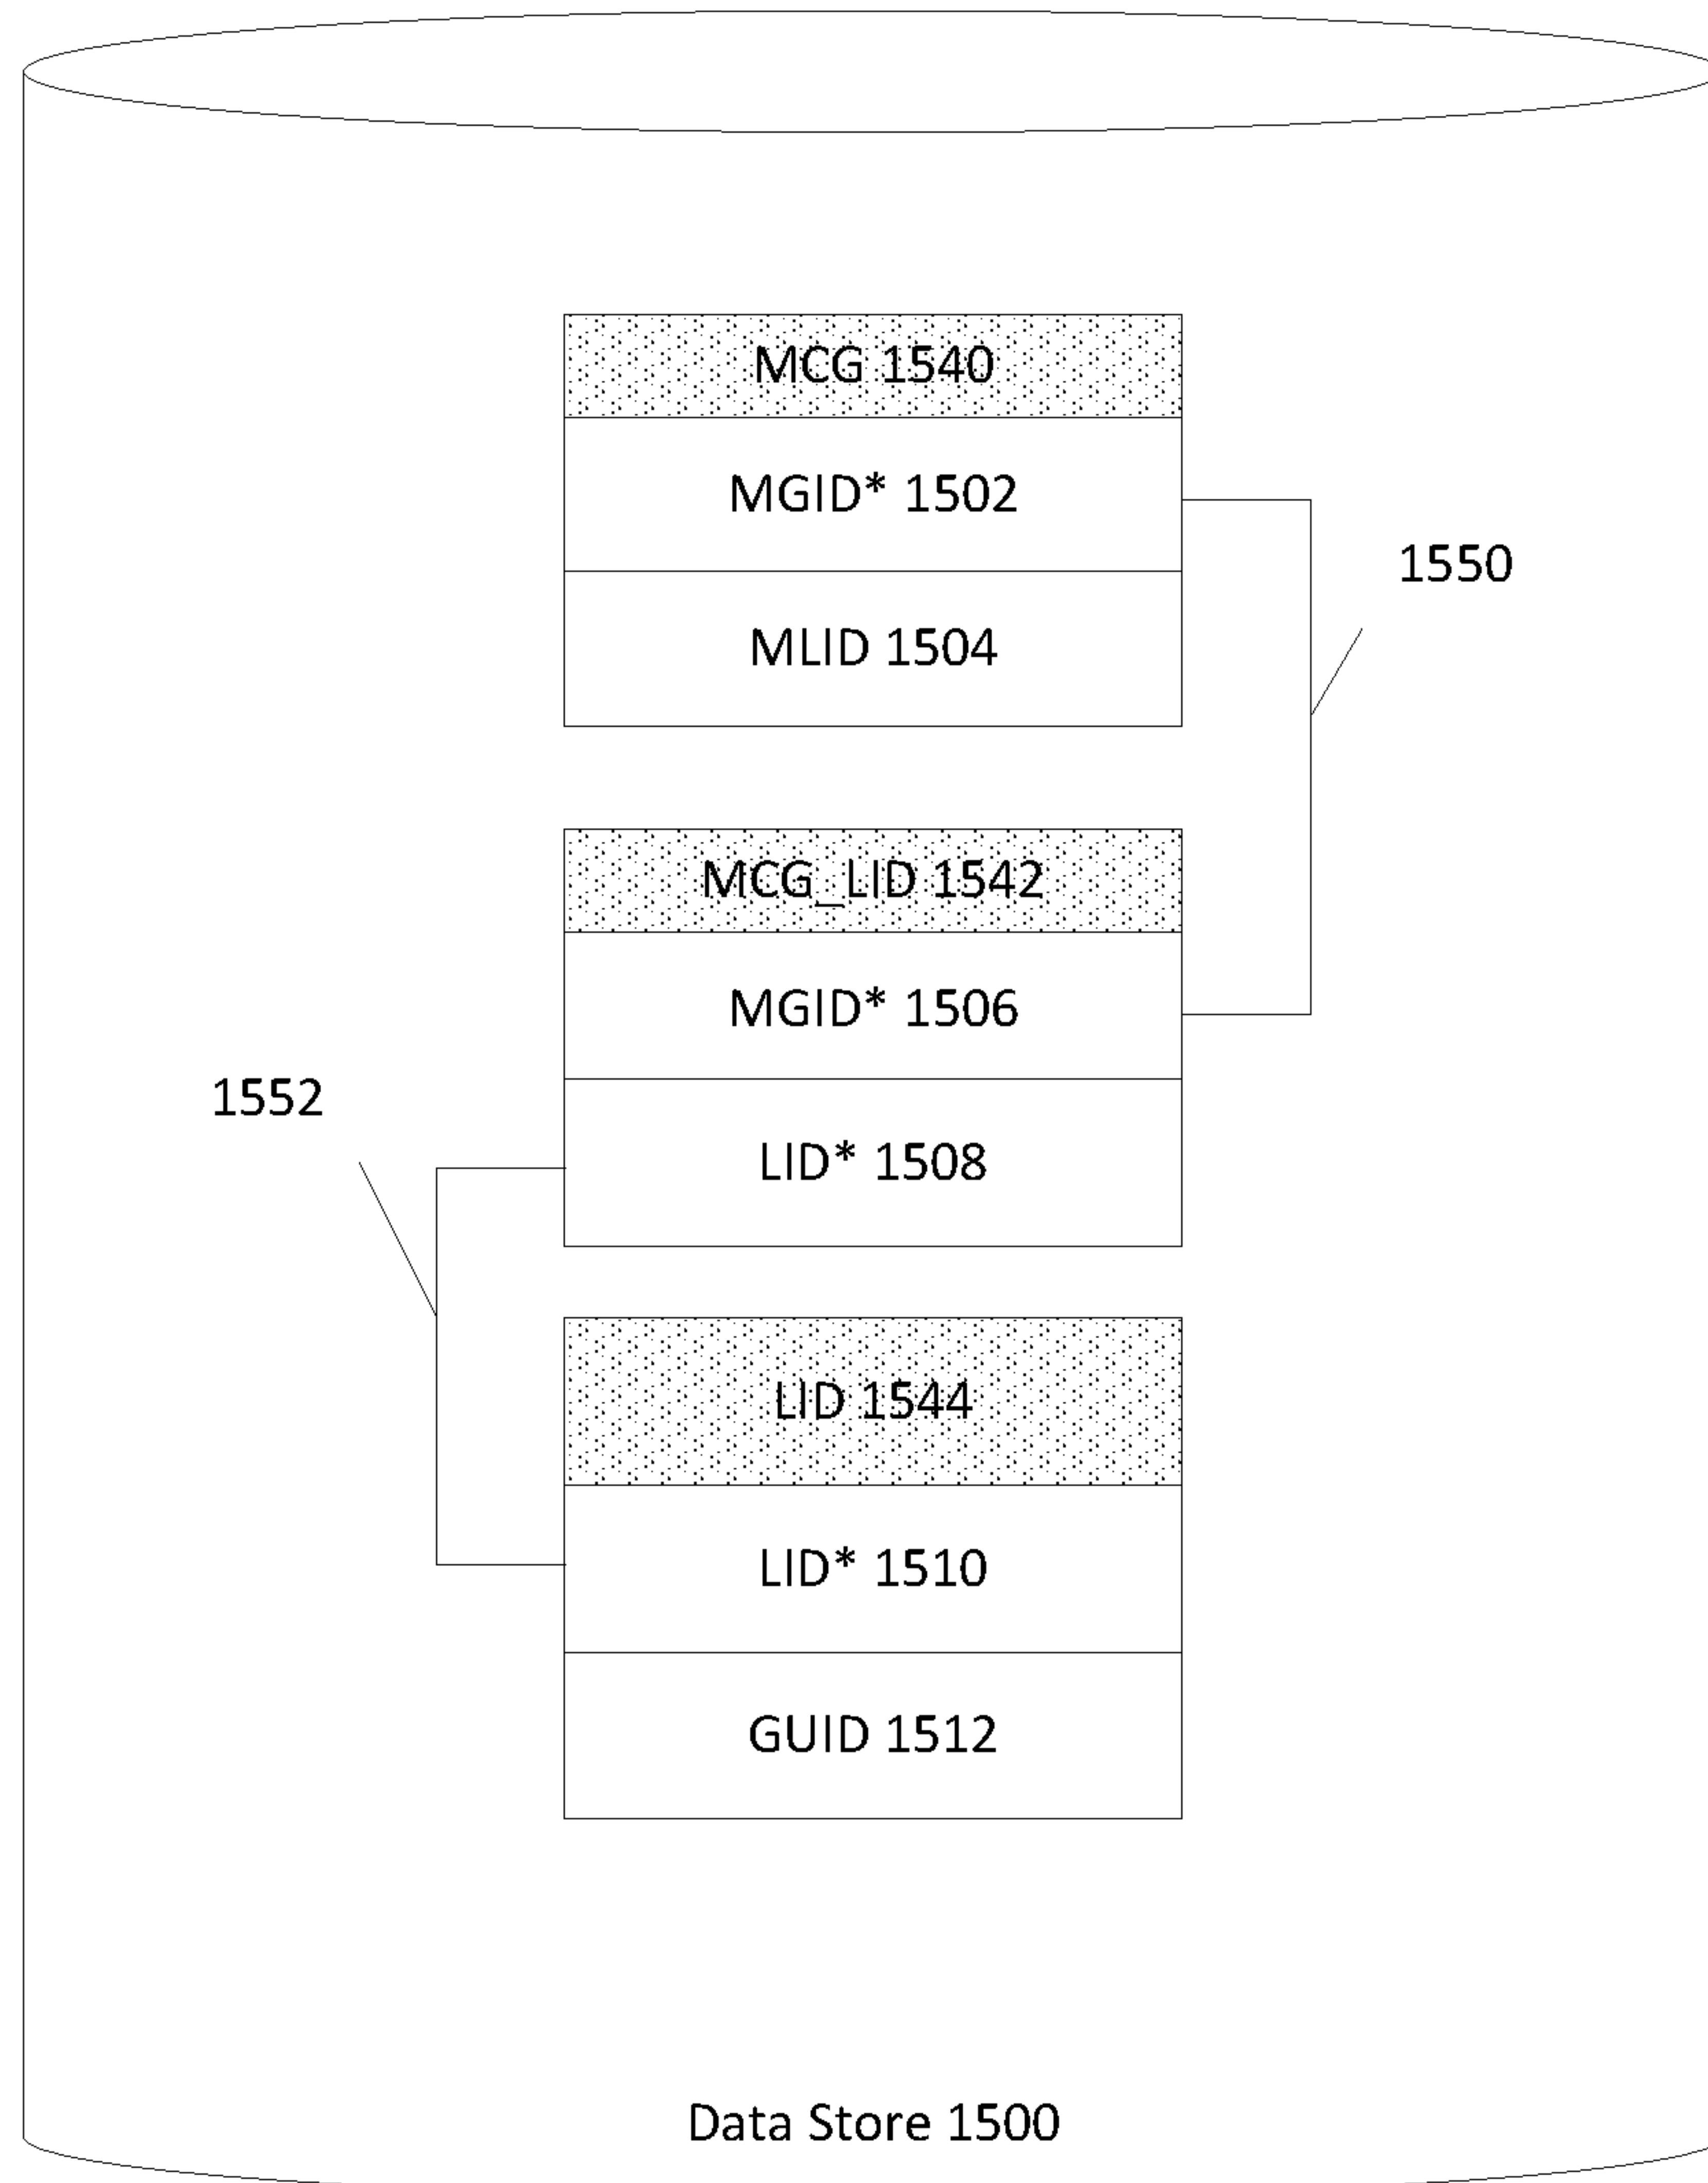 MCG 1540
MGID* 1502
1550
MLID 1504
MCG_LID 1542
MGID* 1506
1552
LID* 1508
LID 1544
LID* 1510
GUID 1512
Data Store 1500